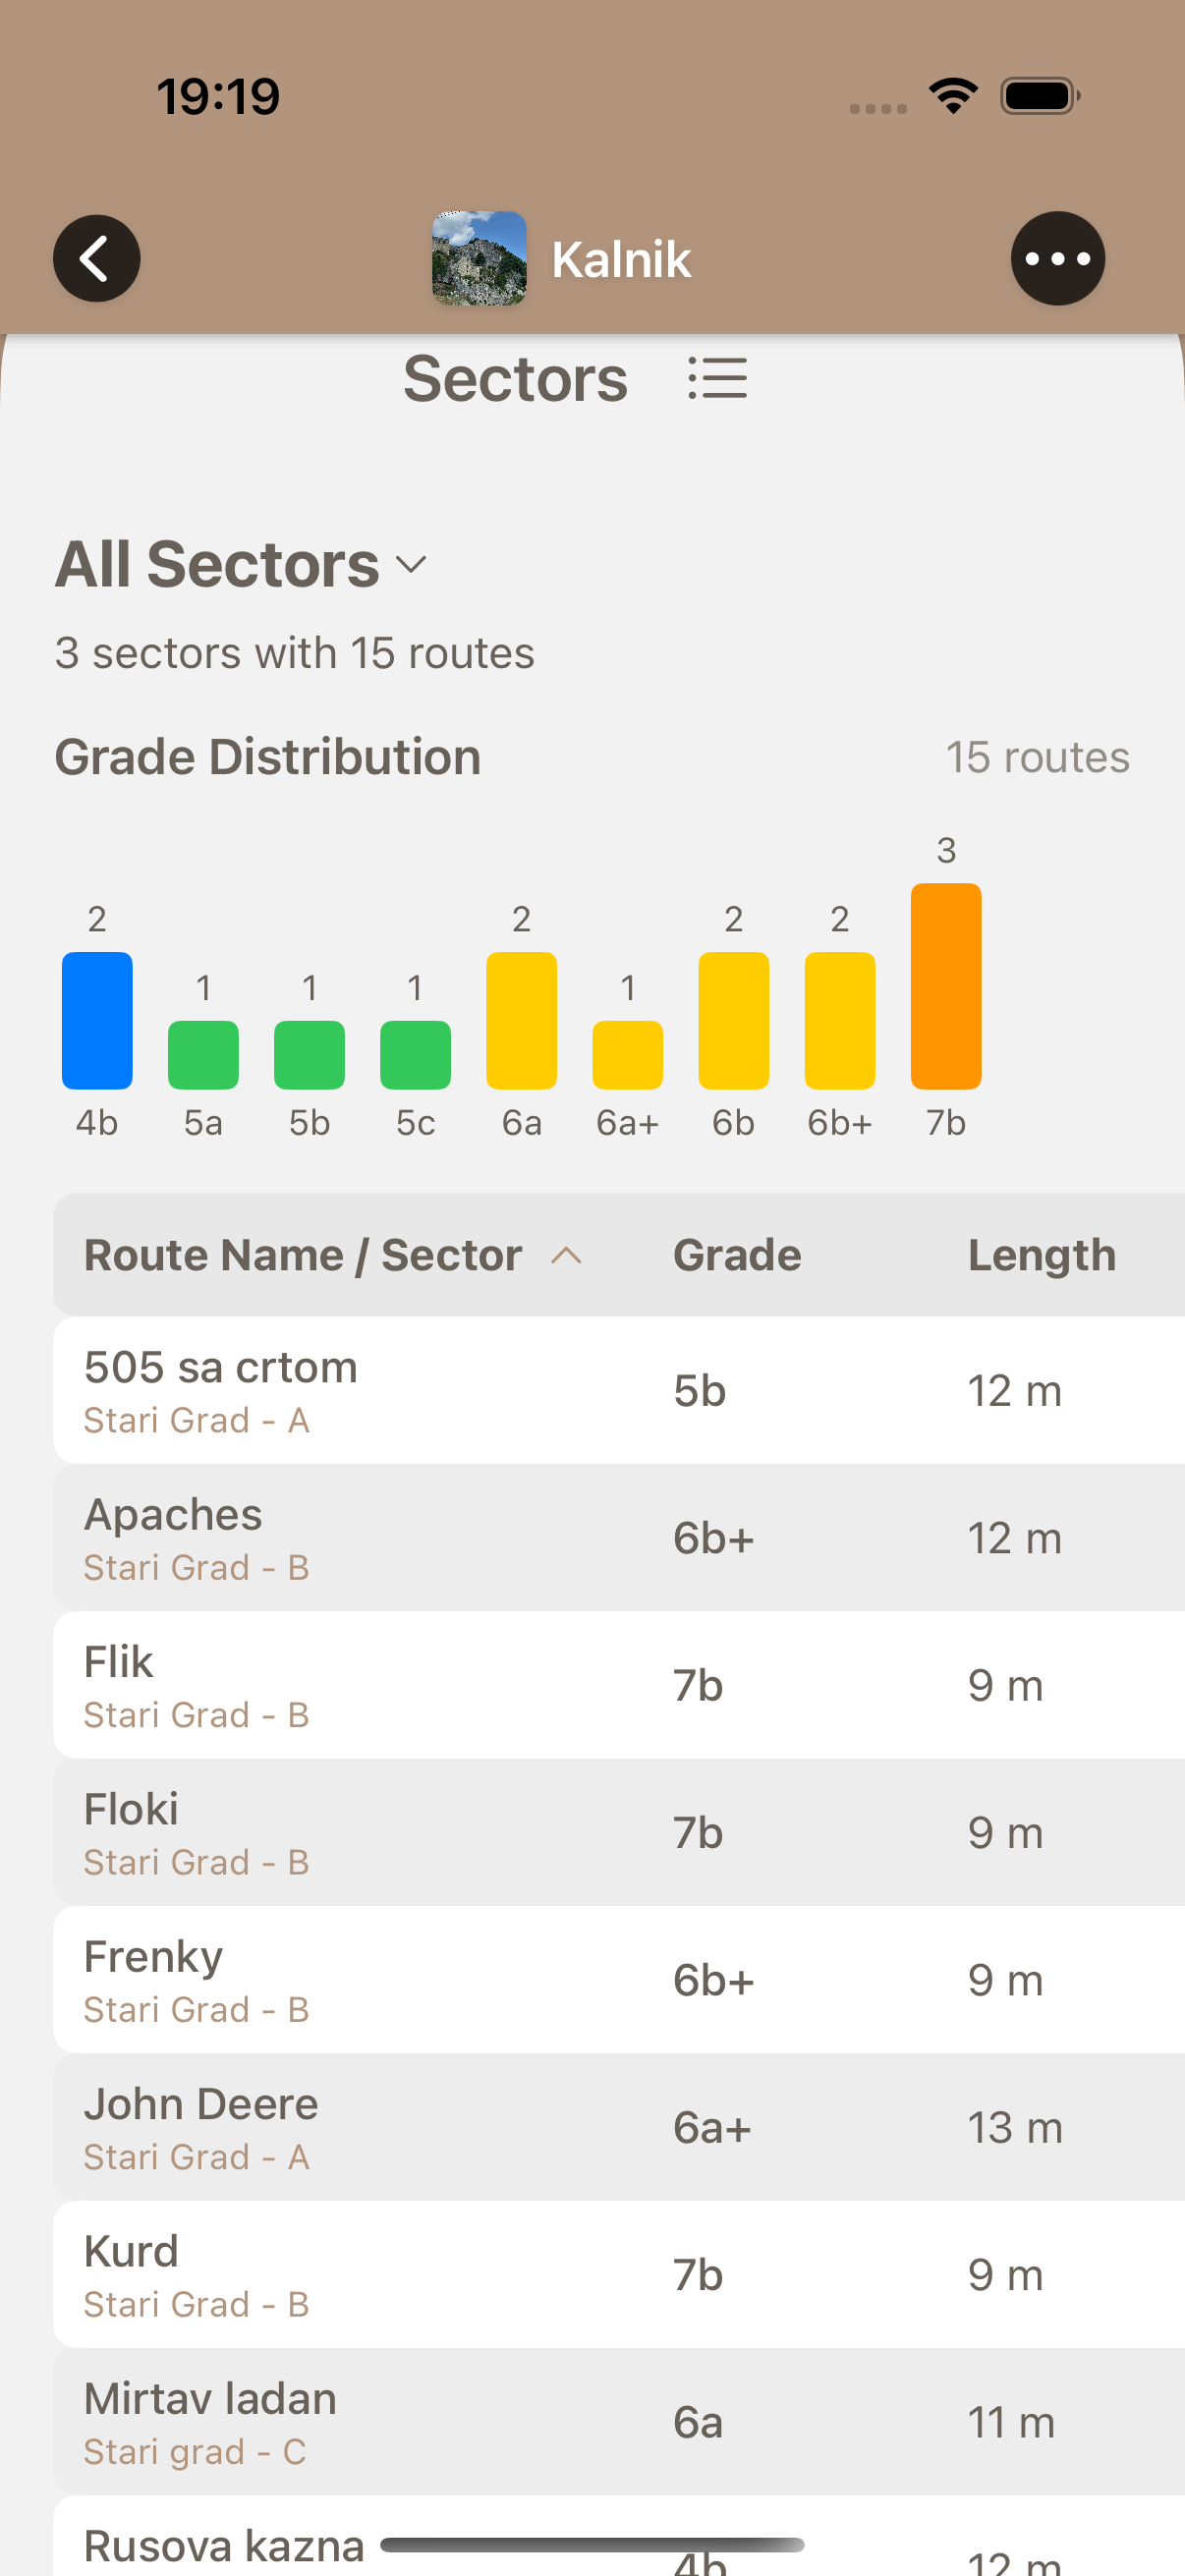 19:19
Kalnik
Sectors
All Sectors
3 sectors with 15 routes
Grade Distribution 15 routes
2 1 1 1 2 1 2 2 3
4b 5a 5b 5c 6a 6a+ 6b 6b+ 7b
Route Name / Sector Grade Length
505 sa crtom
Stari Grad - A
5b 12 m
Apaches
Stari Grad - B
6b+ 12 m
Flik
Stari Grad - B
7b 9 m
Floki
Stari Grad - B
7b 9 m
Frenky
Stari Grad - B
6b+ 9 m
John Deere
Stari Grad - A
6a+ 13 m
Kurd
Stari Grad - B
7b 9 m
Mirtav ladan
Stari grad - C
6a 11 m
Rusova kazna
4b 12 m